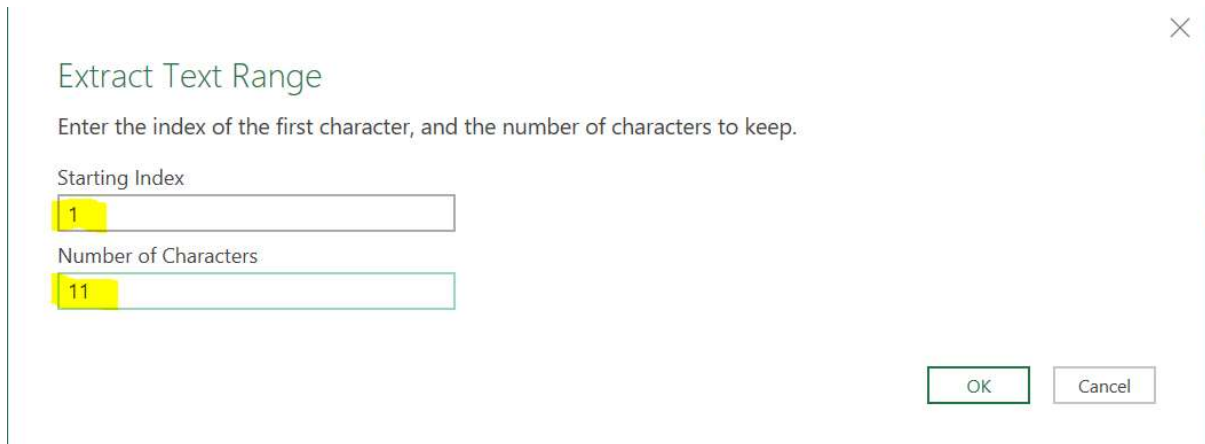 Extract Text Range
Enter the index of the first character, and the number of characters to keep.
Starting Index
1
Number of Characters
11
OK Cancel